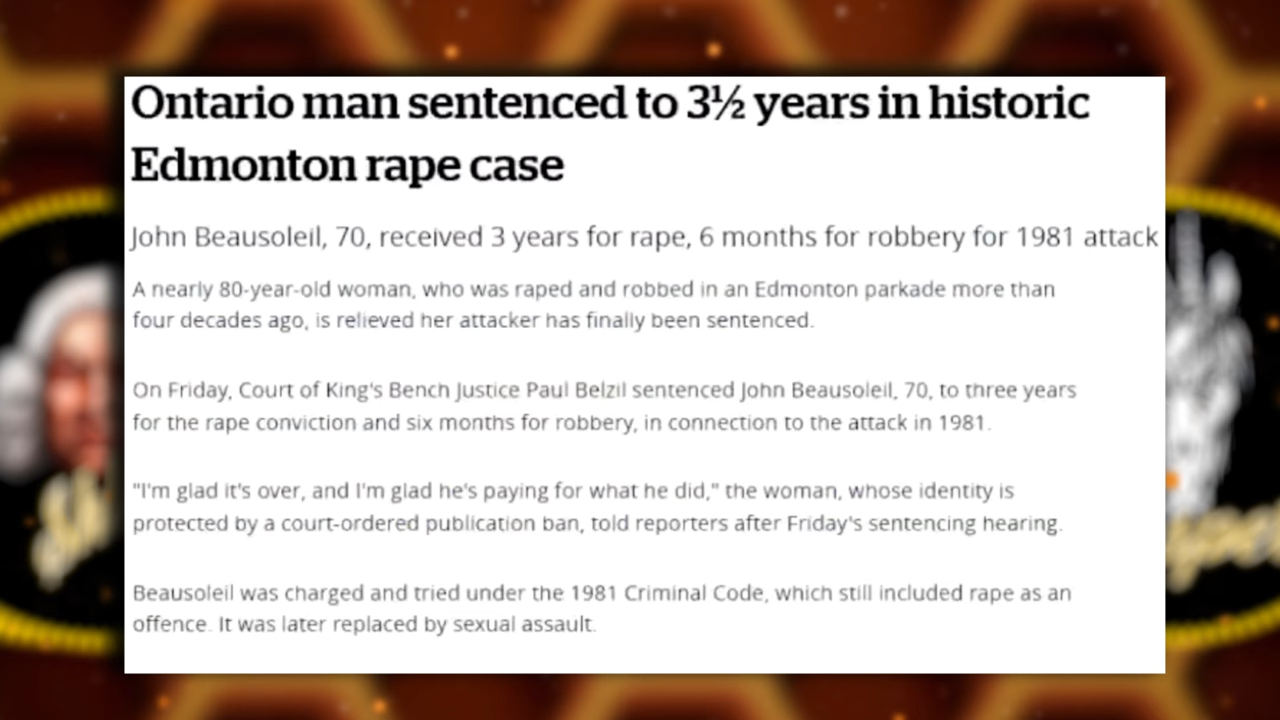 Ontario man sentenced to 3½ years in historic
Edmonton rape case
John Beausoleil, 70, received 3 years for rape, 6 months for robbery for 1981 attack
A nearly 80-year-old woman, who was raped and robbed in an Edmonton parkade more than
four decades ago, is relieved her attacker has finally been sentenced.
On Friday, Court of King's Bench Justice Paul Belzil sentenced John Beausoleil, 70, to three years
for the rape conviction and six months for robbery, in connection to the attack in 1981.
"I'm glad it's over, and I'm glad he's paying for what he did," the woman, whose identity is
protected by a court-ordered publication ban, told reporters after Friday's sentencing hearing.
Beausoleil was charged and tried under the 1981 Criminal Code, which still included rape as an
offence. It was later replaced by sexual assault.